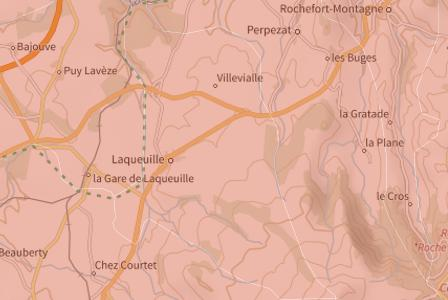 Rochefort-Montagne
Perpezat
Bajouve
les Buges
Puy Lavèze
Villevialle
la Gratade
la Plane
Laqueuille
la Gare de Laqueuille
le Cros
Beauberty
Chez Courtet